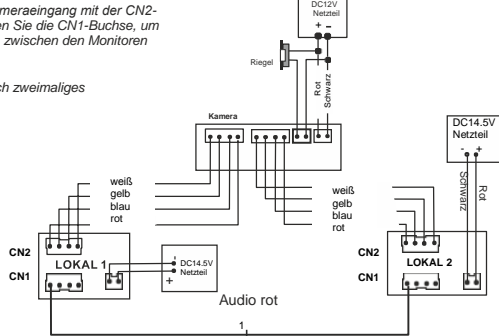 meraeingang mit der CN2-
en Sie die CN1-Buchse, um
zwischen den Monitoren
ch zweimaliges
DC12V
Netzteil
+ -
Riegel
Rot
Schwarz
Kamera
DC14.5V
Netzteil
- +
Schwarz
Rot
weiß
gelb
blau
rot
weiß
gelb
blau
rot
CN2
LOKAL 1
CN1
-
DC14.5V
Netzteil
+
CN2
LOKAL 2
CN1
Audio rot
1